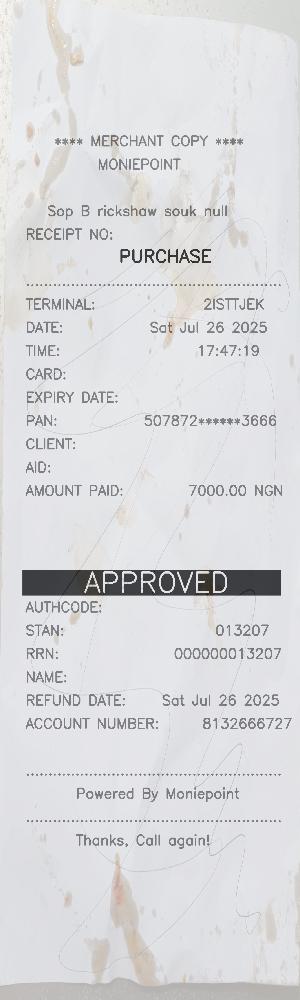 **** MERCHANT COPY ****
MONIEPOINT
Sop B rickshaw souk null
RECEIPT NO:
PURCHASE
TERMINAL: 2ISTTJEK
DATE: Sat Jul 26 2025
TIME: 17:47:19
CARD:
EXPIRY DATE:
PAN: 507872******3666
CLIENT:
AID:
AMOUNT PAID: 7000.00 NGN
APPROVED
AUTHCODE:
STAN: 013207
RRN: 000000013207
NAME:
REFUND DATE: Sat Jul 26 2025
ACCOUNT NUMBER: 8132666727
Powered By Moniepoint
Thanks, Call again!